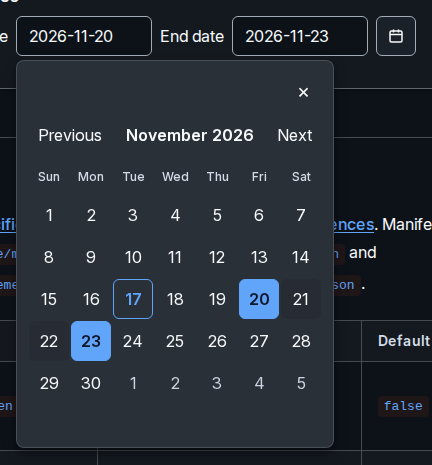 e 2026-11-20 End date 2026-11-23
×
Previous November 2026 Next
Sun Mon Tue Wed Thu Fri Sat
1 2 3 4 5 6 7
ences. Manife
8 9 10 11 12 13 14
and
15 16 17 18 19 20 21
son.
22 23 24 25 26 27 28
Default
29 30 1 2 3 4 5
false